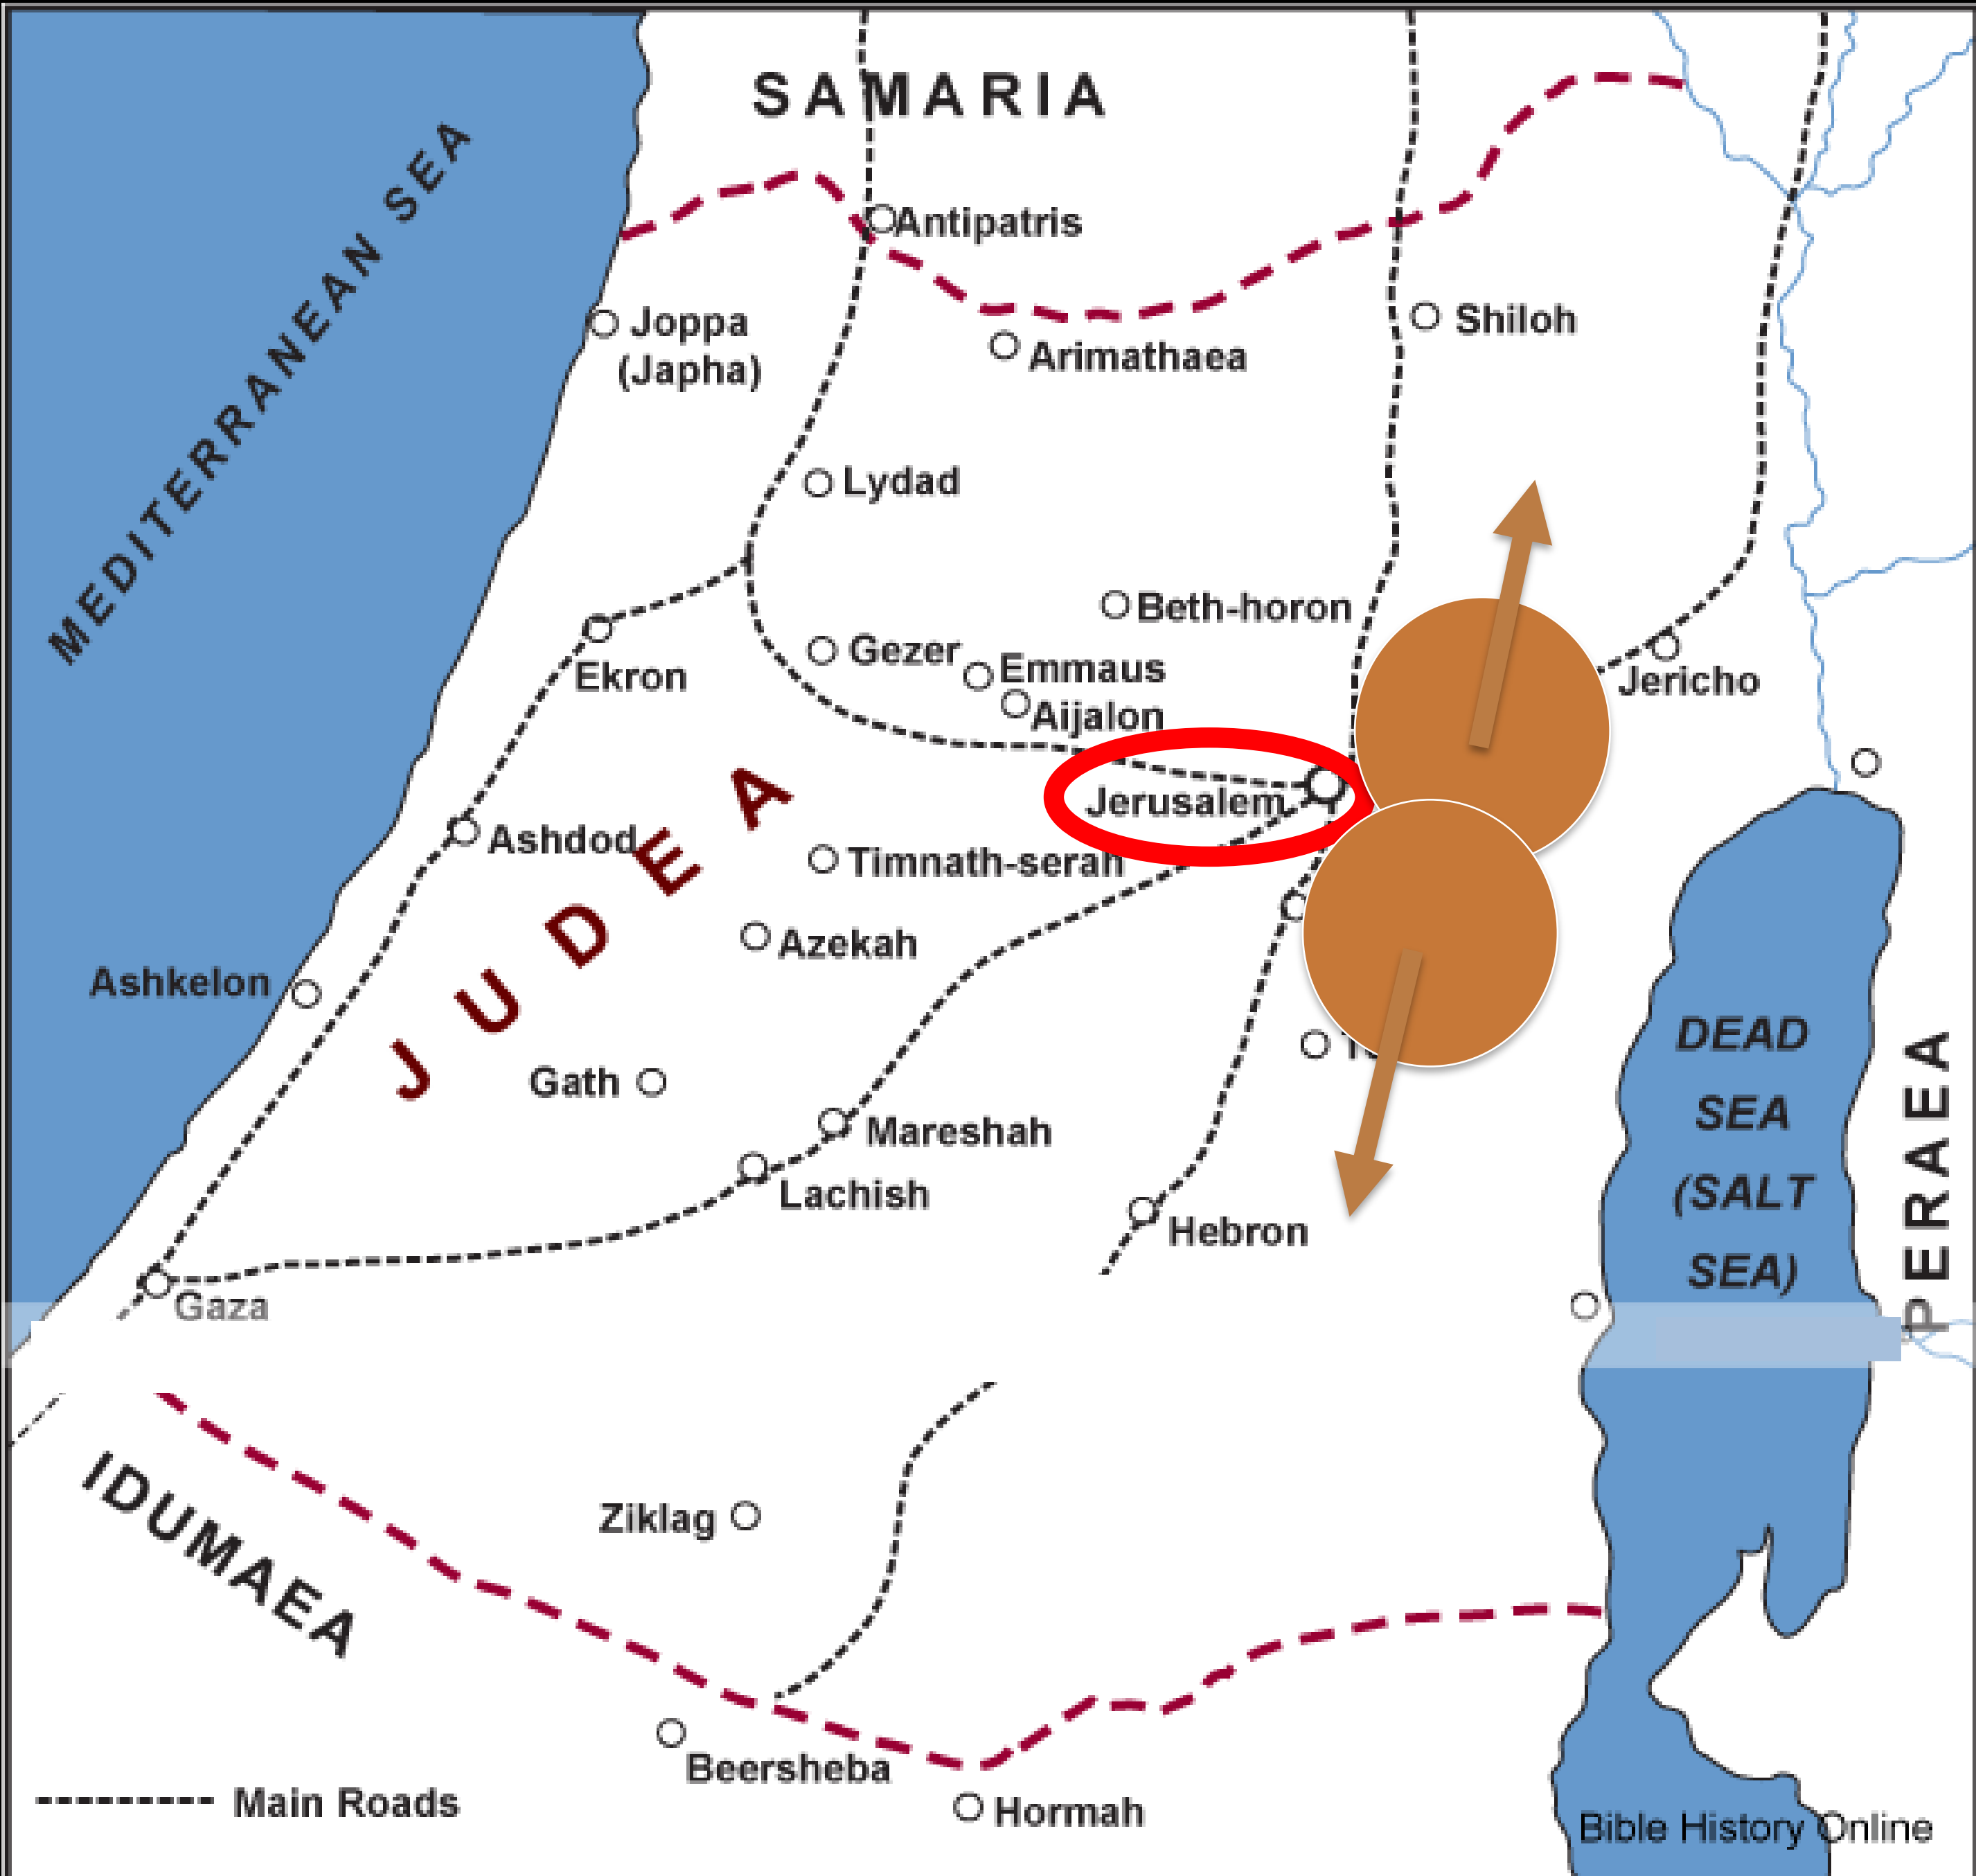 SAMARIA
MEDITERRANEAN SEA
Antipatris
Joppa
(Japha)
Shiloh
Arimathaea
Lydad
Beth-horon
Gezer
Emmaus
Ekron
Jericho
Aijalon
Jerusalem
Ashdod
JUDEA
Timnath-serah
Azekah
Ashkelon
DEAD
SEA
(SALT
SEA)
PERAEA
Gath
Mareshah
Lachish
Hebron
Gaza
IDUMAEA
Ziklag
Beersheba
Main Roads
Hormah
Bible History Online